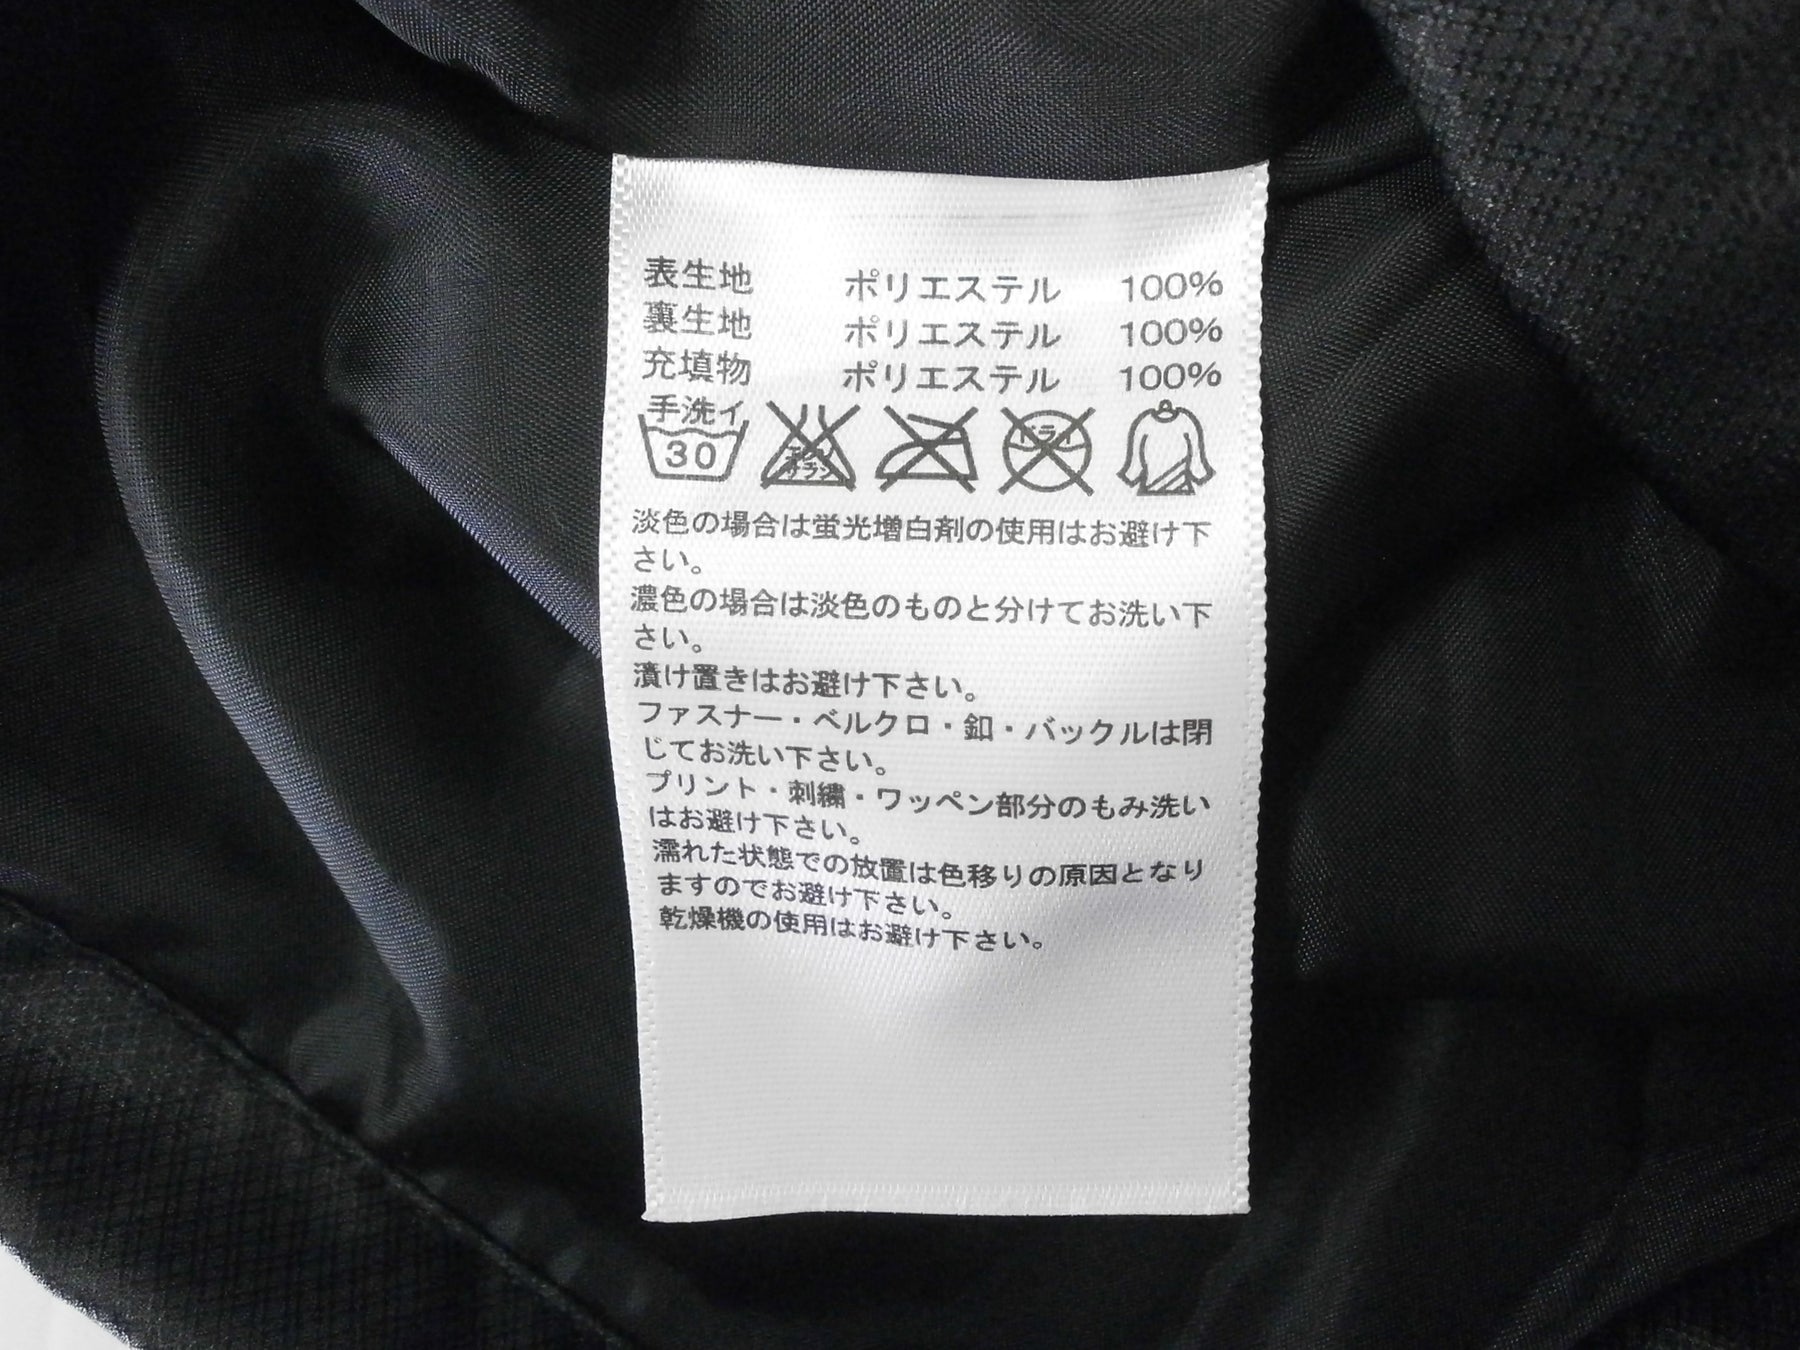 表生地 ポリエステル 100%
裏生地 ポリエステル 100%
充填物 ポリエステル 100%
手洗イ
30
エンソ
サラシ
ドライ
淡色の場合は蛍光増白剤の使用はお避け下
さい。
濃色の場合は淡色のものと分けてお洗い下
さい。
漬け置きはお避け下さい。
ファスナー・ベルクロ・釦・バックルは閉
じてお洗い下さい。
プリント・刺繍・ワッペン部分のもみ洗い
はお避け下さい。
濡れた状態での放置は色移りの原因となり
ますのでお避け下さい。
乾燥機の使用はお避け下さい。